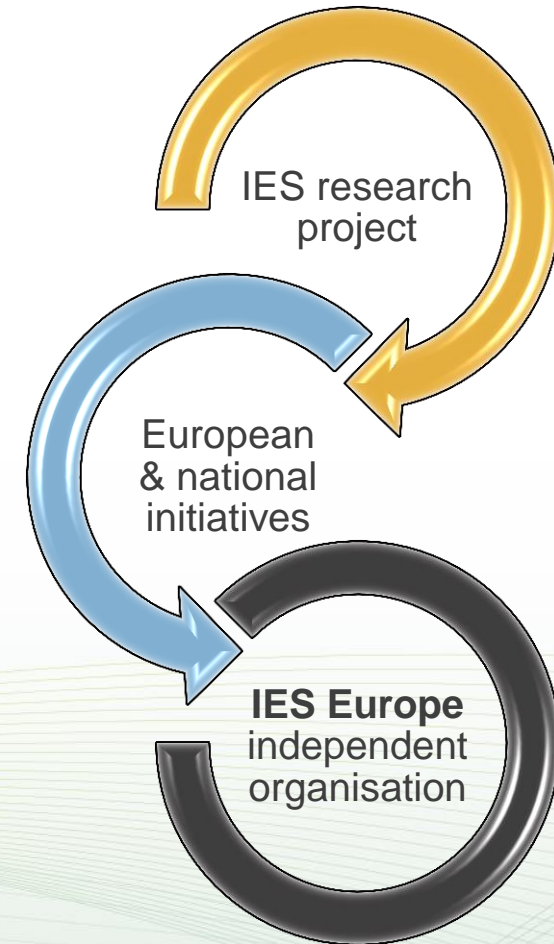 IES research
project
European
& national
initiatives
IES Europe
independent
organisation